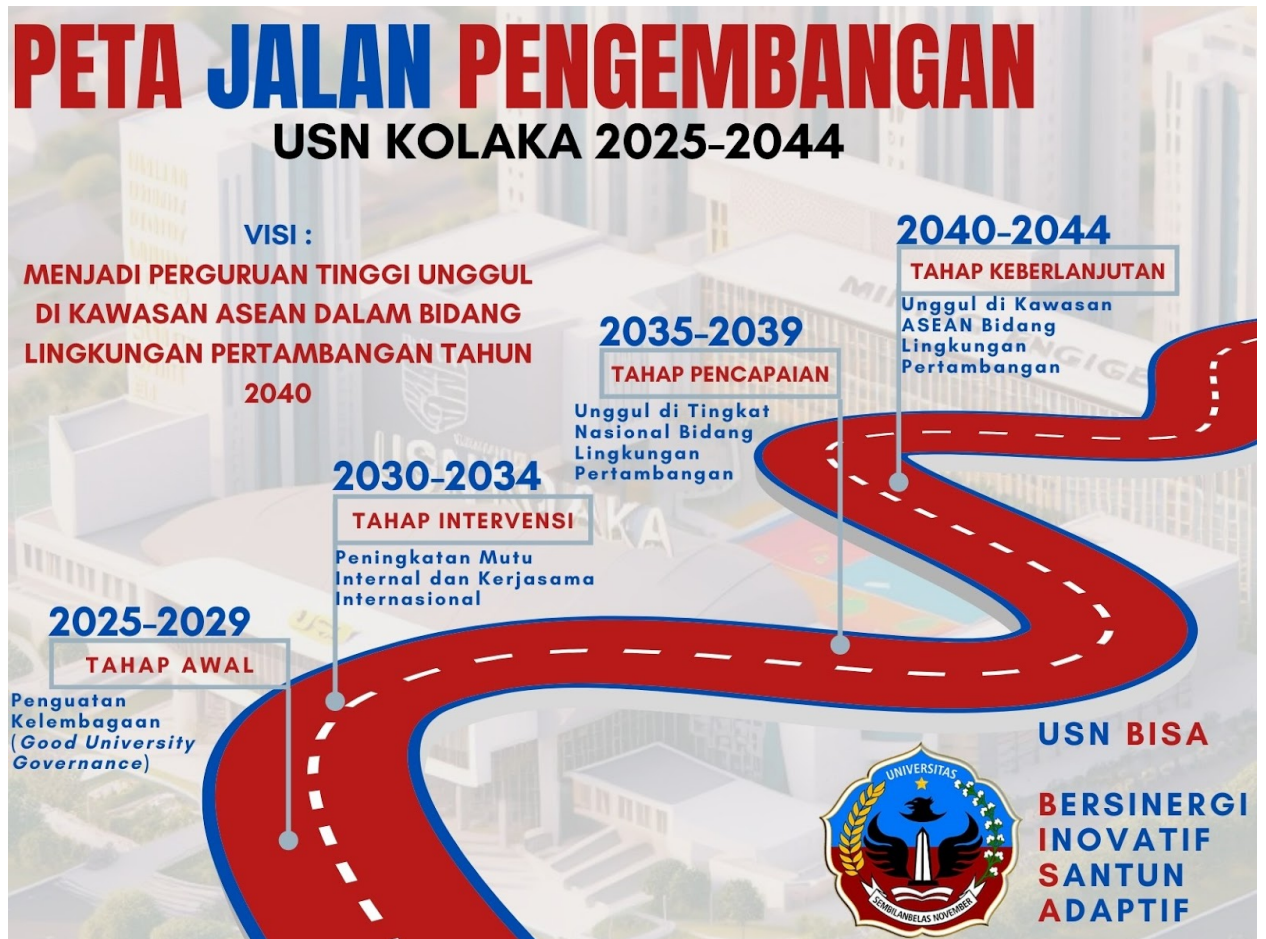 PETA JALAN PENGEMBANGAN
USN KOLAKA 2025-2044
VISI :
MENJADI PERGURUAN TINGGI UNGGUL
DI KAWASAN ASEAN DALAM BIDANG
LINGKUNGAN PERTAMBANGAN TAHUN
2040
2025-2029
TAHAP AWAL
Penguatan
Kelembagaan
(Good University
Governance)
2030-2034
TAHAP INTERVENSI
Peningkatan Mutu
Internal dan Kerjasama
Internasional
2035-2039
TAHAP PENCAPAIAN
Unggul di Tingkat
Nasional Bidang
Lingkungan
Pertambangan
2040-2044
TAHAP KEBERLANJUTAN
Unggul di Kawasan
ASEAN Bidang
Lingkungan
Pertambangan
UNIVERSITAS
SEMBILANBELAS NOVEMBER
USN BISA
BERSINERGI
INOVATIF
SANTUN
ADAPTIF